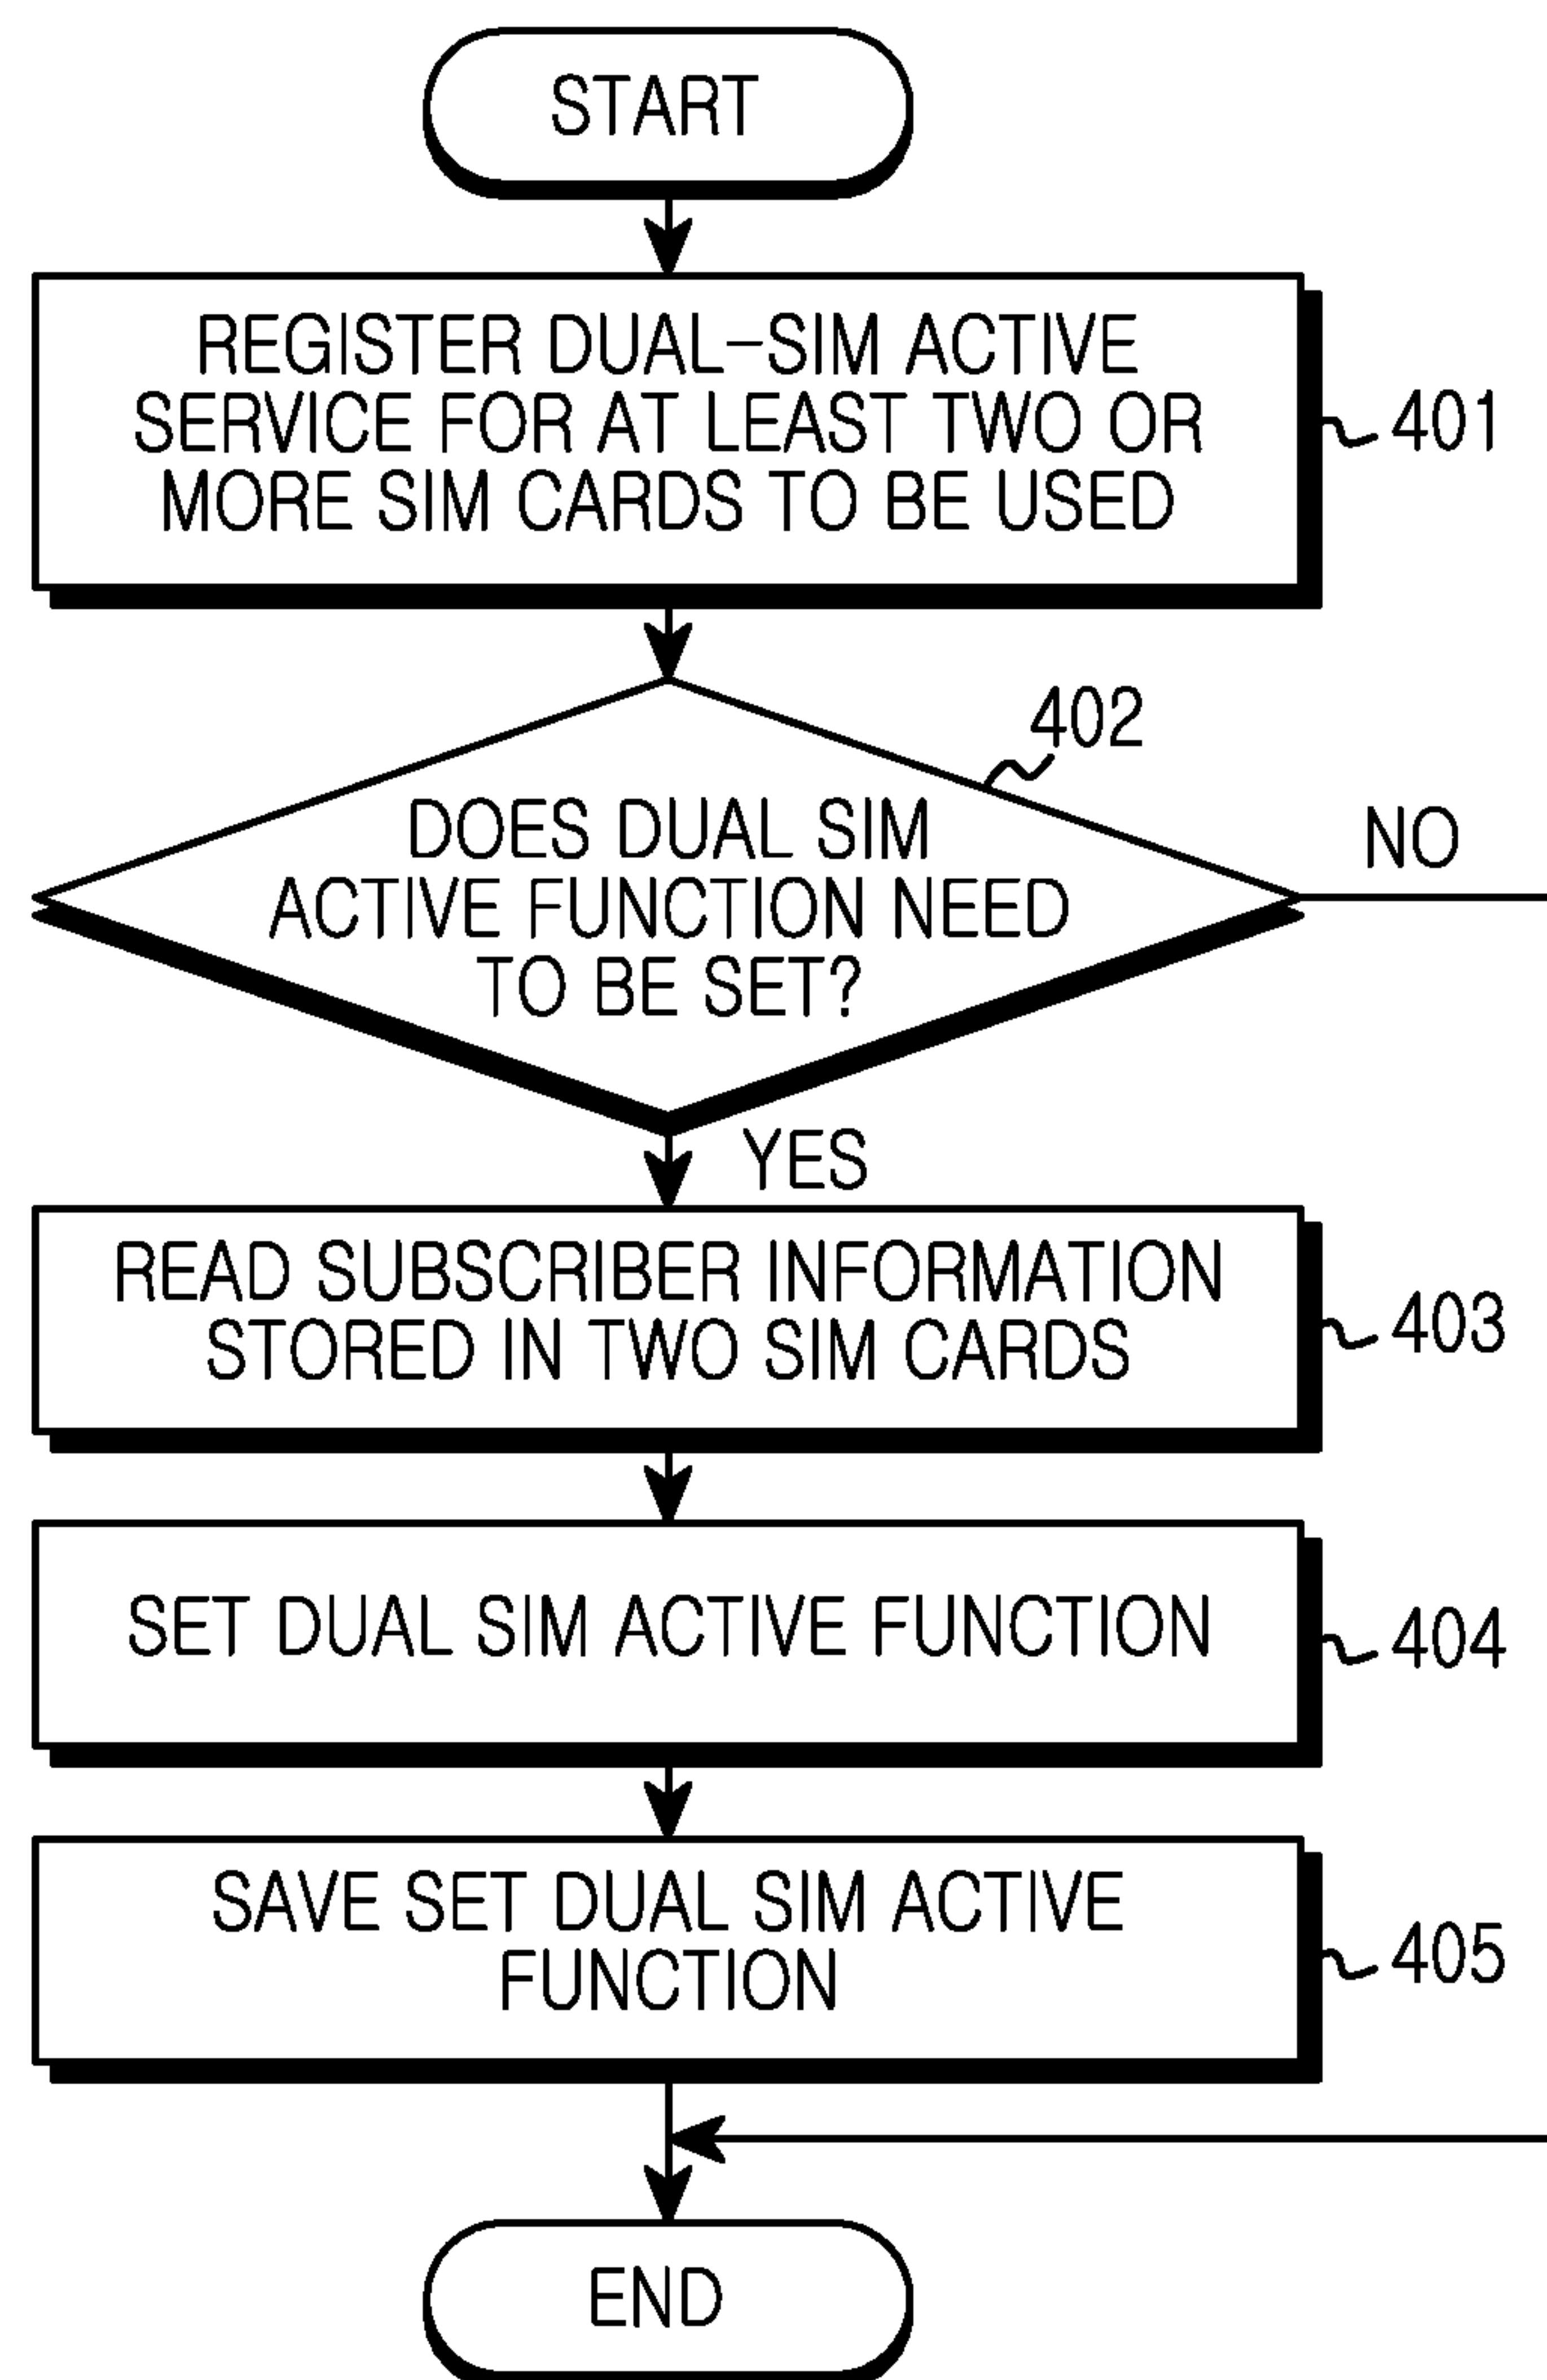 START
REGISTER DUAL-SIM ACTIVE
SERVICE FOR AT LEAST TWO OR
MORE SIM CARDS TO BE USED
401
402
DOES DUAL SIM
ACTIVE FUNCTION NEED
TO BE SET?
NO
YES
READ SUBSCRIBER INFORMATION
STORED IN TWO SIM CARDS
403
SET DUAL SIM ACTIVE FUNCTION
404
SAVE SET DUAL SIM ACTIVE
FUNCTION
405
END